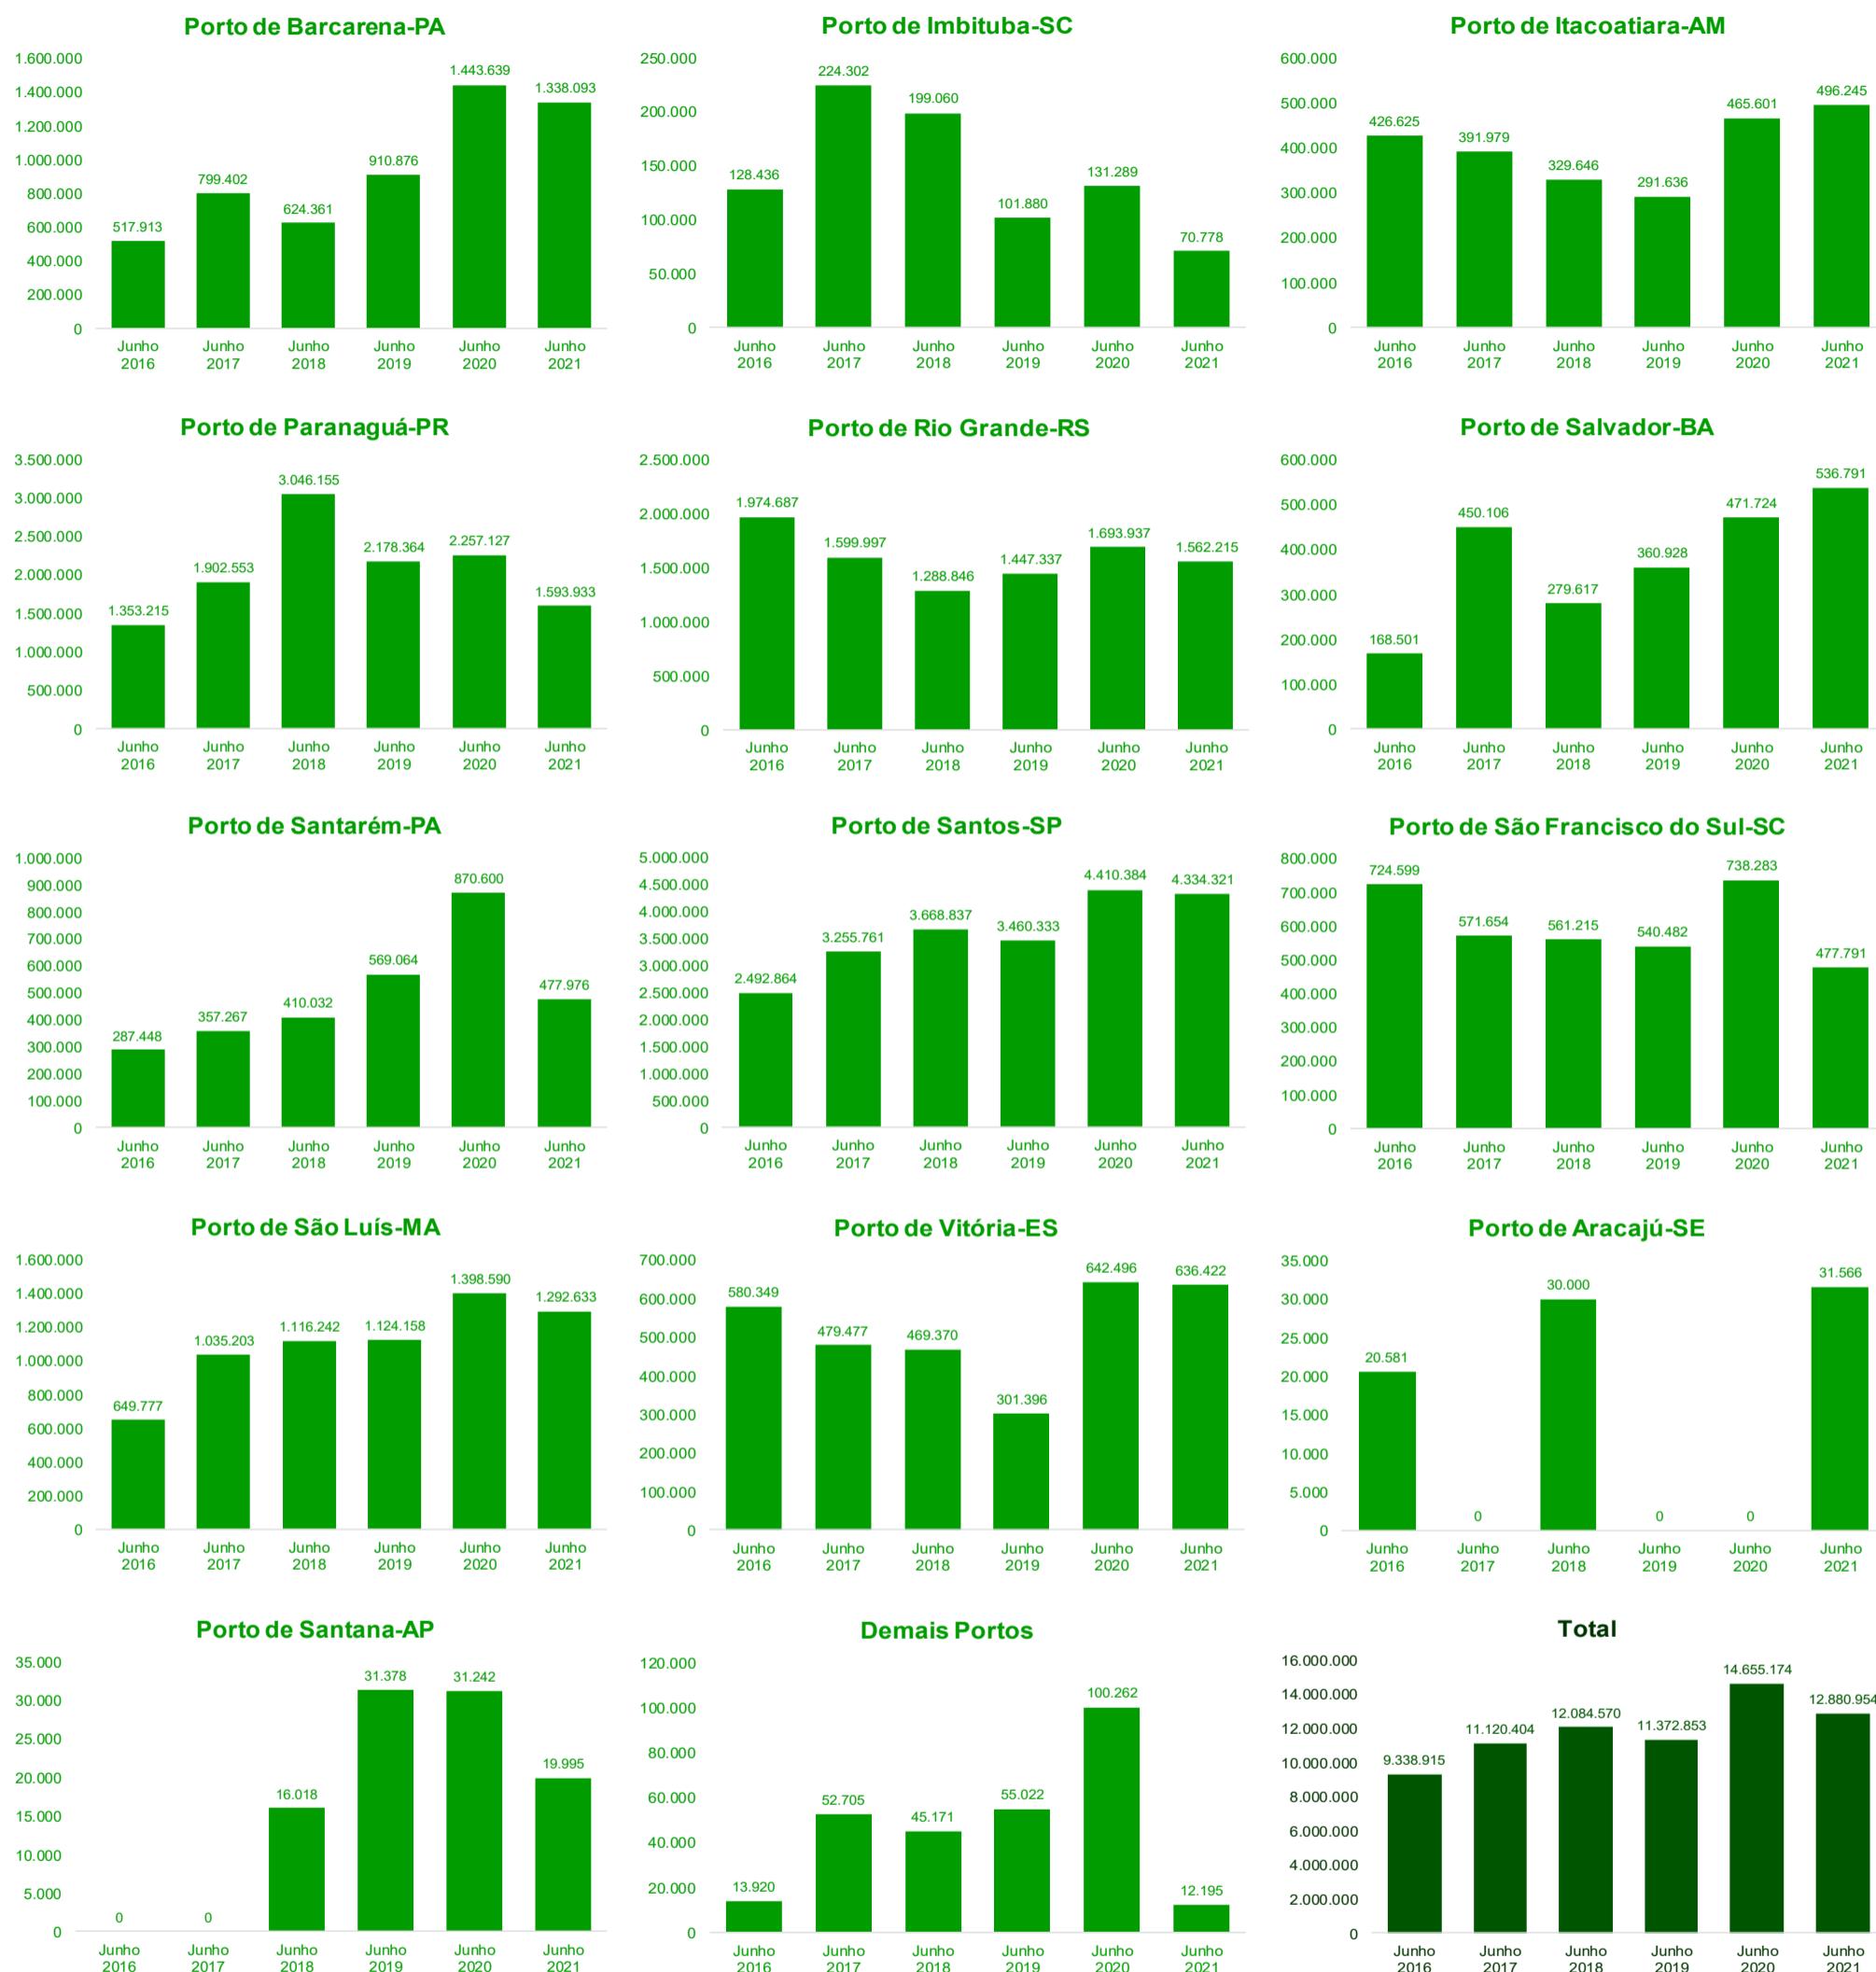 Porto de Barcarena-PA
1.600.000
1.400.000
1.200.000
1.000.000
800.000
600.000
400.000
200.000
0
517.913
799.402
624.361
910.876
1.443.639
1.338.093
Junho 2016
Junho 2017
Junho 2018
Junho 2019
Junho 2020
Junho 2021
Porto de Imbituba-SC
250.000
200.000
150.000
100.000
50.000
0
128.436
224.302
199.060
101.880
131.289
70.778
Junho 2016
Junho 2017
Junho 2018
Junho 2019
Junho 2020
Junho 2021
Porto de Itacoatiara-AM
600.000
500.000
400.000
300.000
200.000
100.000
0
426.625
391.979
329.646
291.636
465.601
496.245
Junho 2016
Junho 2017
Junho 2018
Junho 2019
Junho 2020
Junho 2021
Porto de Paranaguá-PR
3.500.000
3.000.000
2.500.000
2.000.000
1.500.000
1.000.000
500.000
0
1.353.215
1.902.553
3.046.155
2.178.364
2.257.127
1.593.933
Junho 2016
Junho 2017
Junho 2018
Junho 2019
Junho 2020
Junho 2021
Porto de Rio Grande-RS
2.500.000
2.000.000
1.500.000
1.000.000
500.000
0
1.974.687
1.599.997
1.288.846
1.447.337
1.693.937
1.562.215
Junho 2016
Junho 2017
Junho 2018
Junho 2019
Junho 2020
Junho 2021
Porto de Salvador-BA
600.000
500.000
400.000
300.000
200.000
100.000
0
168.501
450.106
279.617
360.928
471.724
536.791
Junho 2016
Junho 2017
Junho 2018
Junho 2019
Junho 2020
Junho 2021
Porto de Santarém-PA
1.000.000
900.000
800.000
700.000
600.000
500.000
400.000
300.000
200.000
100.000
0
287.448
357.267
410.032
569.064
870.600
477.976
Junho 2016
Junho 2017
Junho 2018
Junho 2019
Junho 2020
Junho 2021
Porto de Santos-SP
5.000.000
4.500.000
4.000.000
3.500.000
3.000.000
2.500.000
2.000.000
1.500.000
1.000.000
500.000
0
2.492.864
3.255.761
3.668.837
3.460.333
4.410.384
4.334.321
Junho 2016
Junho 2017
Junho 2018
Junho 2019
Junho 2020
Junho 2021
Porto de São Francisco do Sul-SC
800.000
700.000
600.000
500.000
400.000
300.000
200.000
100.000
0
724.599
571.654
561.215
540.482
738.283
477.791
Junho 2016
Junho 2017
Junho 2018
Junho 2019
Junho 2020
Junho 2021
Porto de São Luís-MA
1.600.000
1.400.000
1.200.000
1.000.000
800.000
600.000
400.000
200.000
0
649.777
1.035.203
1.116.242
1.124.158
1.398.590
1.292.633
Junho 2016
Junho 2017
Junho 2018
Junho 2019
Junho 2020
Junho 2021
Porto de Vitória-ES
700.000
600.000
500.000
400.000
300.000
200.000
100.000
0
580.349
479.477
469.370
301.396
642.496
636.422
Junho 2016
Junho 2017
Junho 2018
Junho 2019
Junho 2020
Junho 2021
Porto de Aracajú-SE
35.000
30.000
25.000
20.000
15.000
10.000
5.000
0
20.581
0
30.000
0
0
31.566
Junho 2016
Junho 2017
Junho 2018
Junho 2019
Junho 2020
Junho 2021
Porto de Santana-AP
35.000
30.000
25.000
20.000
15.000
10.000
5.000
0
0
0
16.018
31.378
31.242
19.995
Junho 2016
Junho 2017
Junho 2018
Junho 2019
Junho 2020
Junho 2021
Demais Portos
120.000
100.000
80.000
60.000
40.000
20.000
0
13.920
52.705
45.171
55.022
100.262
12.195
Junho 2016
Junho 2017
Junho 2018
Junho 2019
Junho 2020
Junho 2021
Total
16.000.000
14.000.000
12.000.000
10.000.000
8.000.000
6.000.000
4.000.000
2.000.000
0
9.338.915
11.120.404
12.084.570
11.372.853
14.655.174
12.880.954
Junho 2016
Junho 2017
Junho 2018
Junho 2019
Junho 2020
Junho 2021